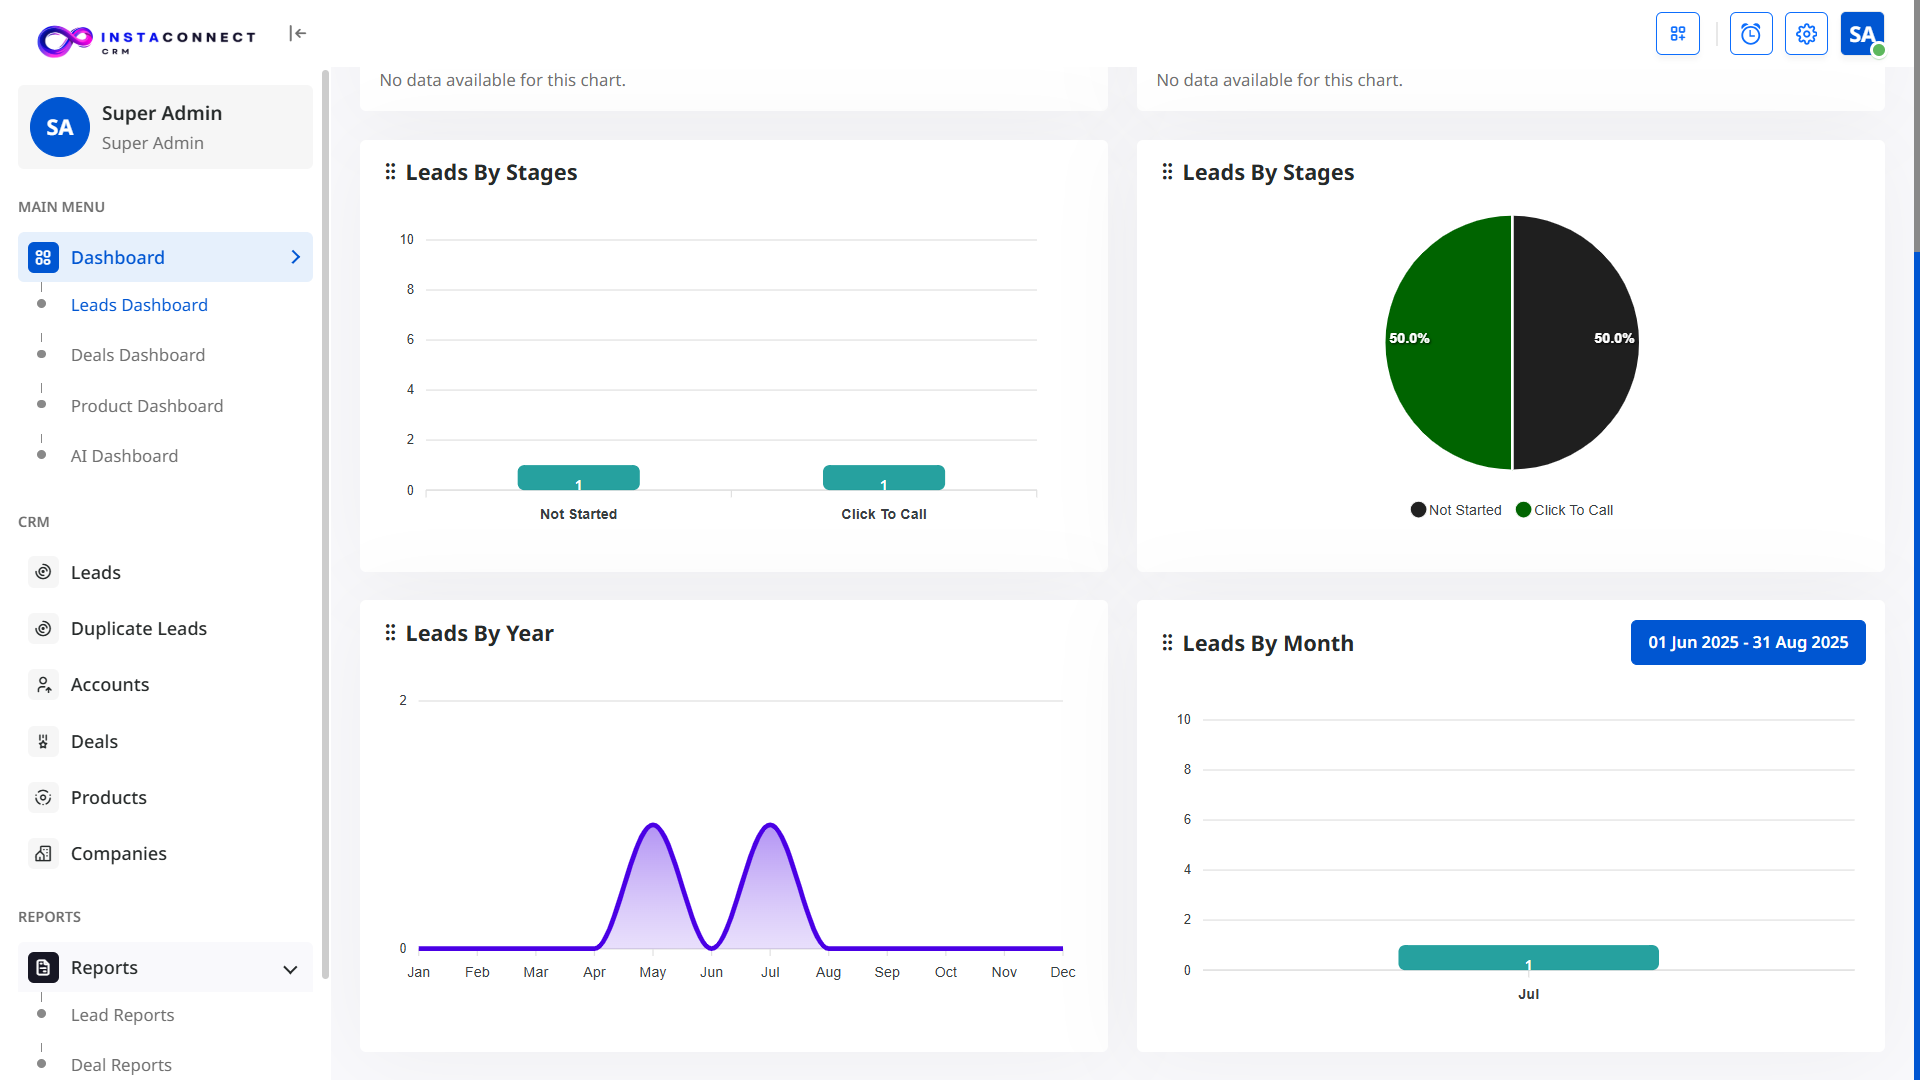 INSTACONNECT
CRM
SA
Super Admin
Super Admin
MAIN MENU
Dashboard
Leads Dashboard
Deals Dashboard
Product Dashboard
AI Dashboard
CRM
Leads
Duplicate Leads
Accounts
Deals
Products
Companies
REPORTS
Reports
Lead Reports
Deal Reports
SA
No data available for this chart.
No data available for this chart.
Leads By Stages
10
8
6
4
2
0
1
1
Not Started
Click To Call
Leads By Stages
50.0%
50.0%
Not Started
Click To Call
Leads By Year
2
0
Jan Feb Mar Apr May Jun Jul Aug Sep Oct Nov Dec
Leads By Month
01 Jun 2025 - 31 Aug 2025
10
8
6
4
2
0
1
Jul